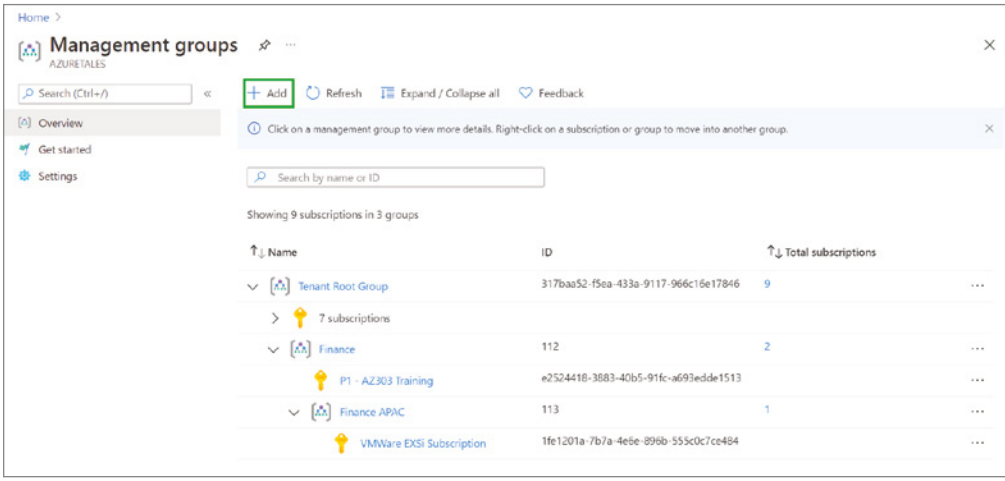 Home >
Management groups
AZURETALES
Search (Ctrl+/)
Overview
Get started
Settings
+ Add
Refresh
Expand / Collapse all
Feedback
Click on a management group to view more details. Right-click on a subscription or group to move into another group.
Search by name or ID
Showing 9 subscriptions in 3 groups
Name ID Total subscriptions
Tenant Root Group 317baa52-f5ea-433a-9117-966c16e17846 9
7 subscriptions
Finance 112 2
P1 - AZ303 Training e2524418-3883-40b5-91fc-a693edde1513
Finance APAC 113 1
VMWare EXSi Subscription 1fe1201a-7b7a-4e6e-896b-555c0c7ce484